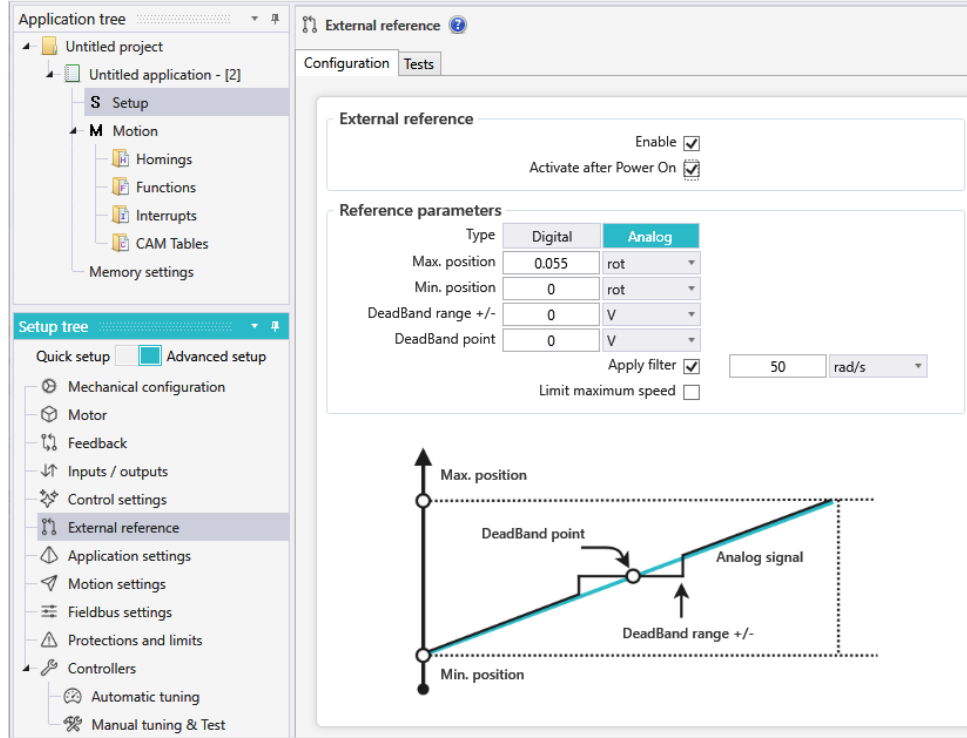 Application tree
Untitled project
Untitled application - [2]
S Setup
M Motion
H Homings
F Functions
I Interrupts
C CAM Tables
Memory settings
Setup tree
Quick setup Advanced setup
Mechanical configuration
Motor
Feedback
Inputs / outputs
Control settings
External reference
Application settings
Motion settings
Fieldbus settings
Protections and limits
Controllers
Automatic tuning
Manual tuning & Test
External reference ?
Configuration Tests
External reference
Enable
Activate after Power On
Reference parameters
Type Digital Analog
Max. position 0.055 rot
Min. position 0 rot
DeadBand range +/- 0 V
DeadBand point 0 V
Apply filter 50 rad/s
Limit maximum speed
Max. position
DeadBand point
Analog signal
DeadBand range +/-
Min. position